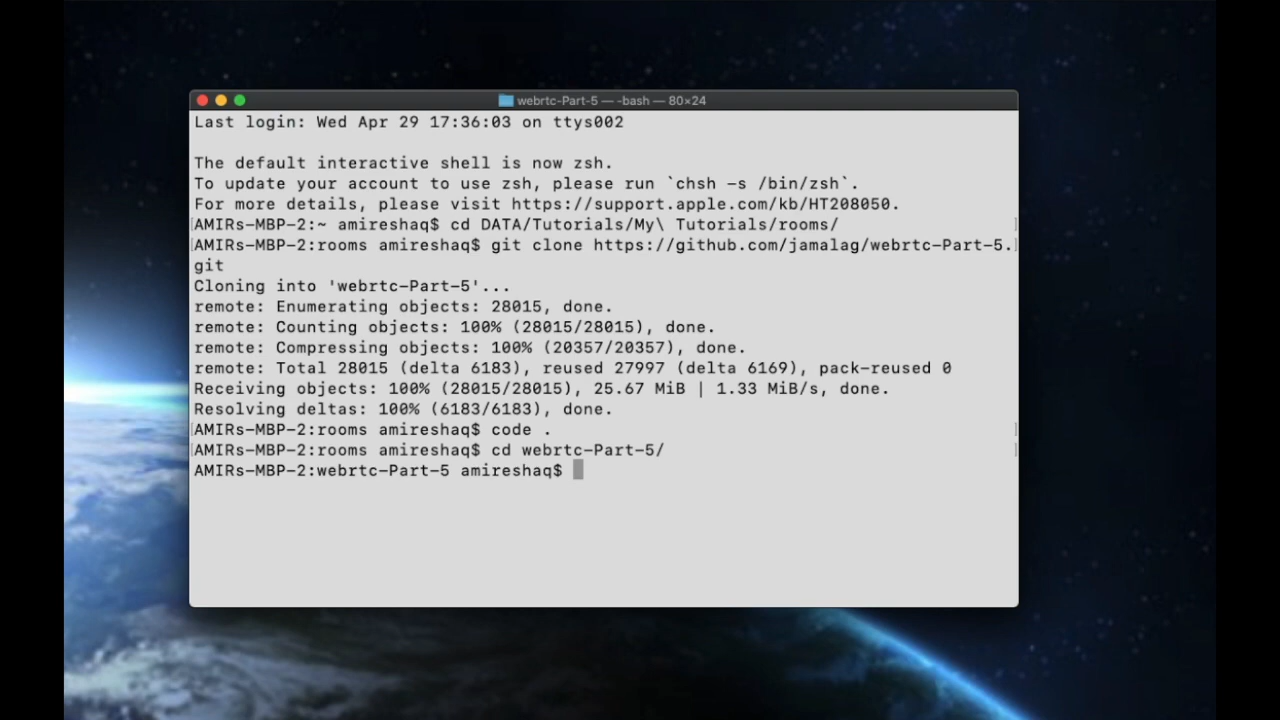 webrtc-Part-5 — -bash — 80×24
Last login: Wed Apr 29 17:36:03 on ttys002
The default interactive shell is now zsh.
To update your account to use zsh, please run `chsh -s /bin/zsh`.
For more details, please visit https://support.apple.com/kb/HT208050.
[AMIRs-MBP-2:~ amireshaq$ cd DATA/Tutorials/My\ Tutorials/rooms/ ]
[AMIRs-MBP-2:rooms amireshaq$ git clone https://github.com/jamalag/webrtc-Part-5.]
git
Cloning into 'webrtc-Part-5'...
remote: Enumerating objects: 28015, done.
remote: Counting objects: 100% (28015/28015), done.
remote: Compressing objects: 100% (20357/20357), done.
remote: Total 28015 (delta 6183), reused 27997 (delta 6169), pack-reused 0
Receiving objects: 100% (28015/28015), 25.67 MiB | 1.33 MiB/s, done.
Resolving deltas: 100% (6183/6183), done.
[AMIRs-MBP-2:rooms amireshaq$ code . ]
[AMIRs-MBP-2:rooms amireshaq$ cd webrtc-Part-5/ ]
AMIRs-MBP-2:webrtc-Part-5 amireshaq$